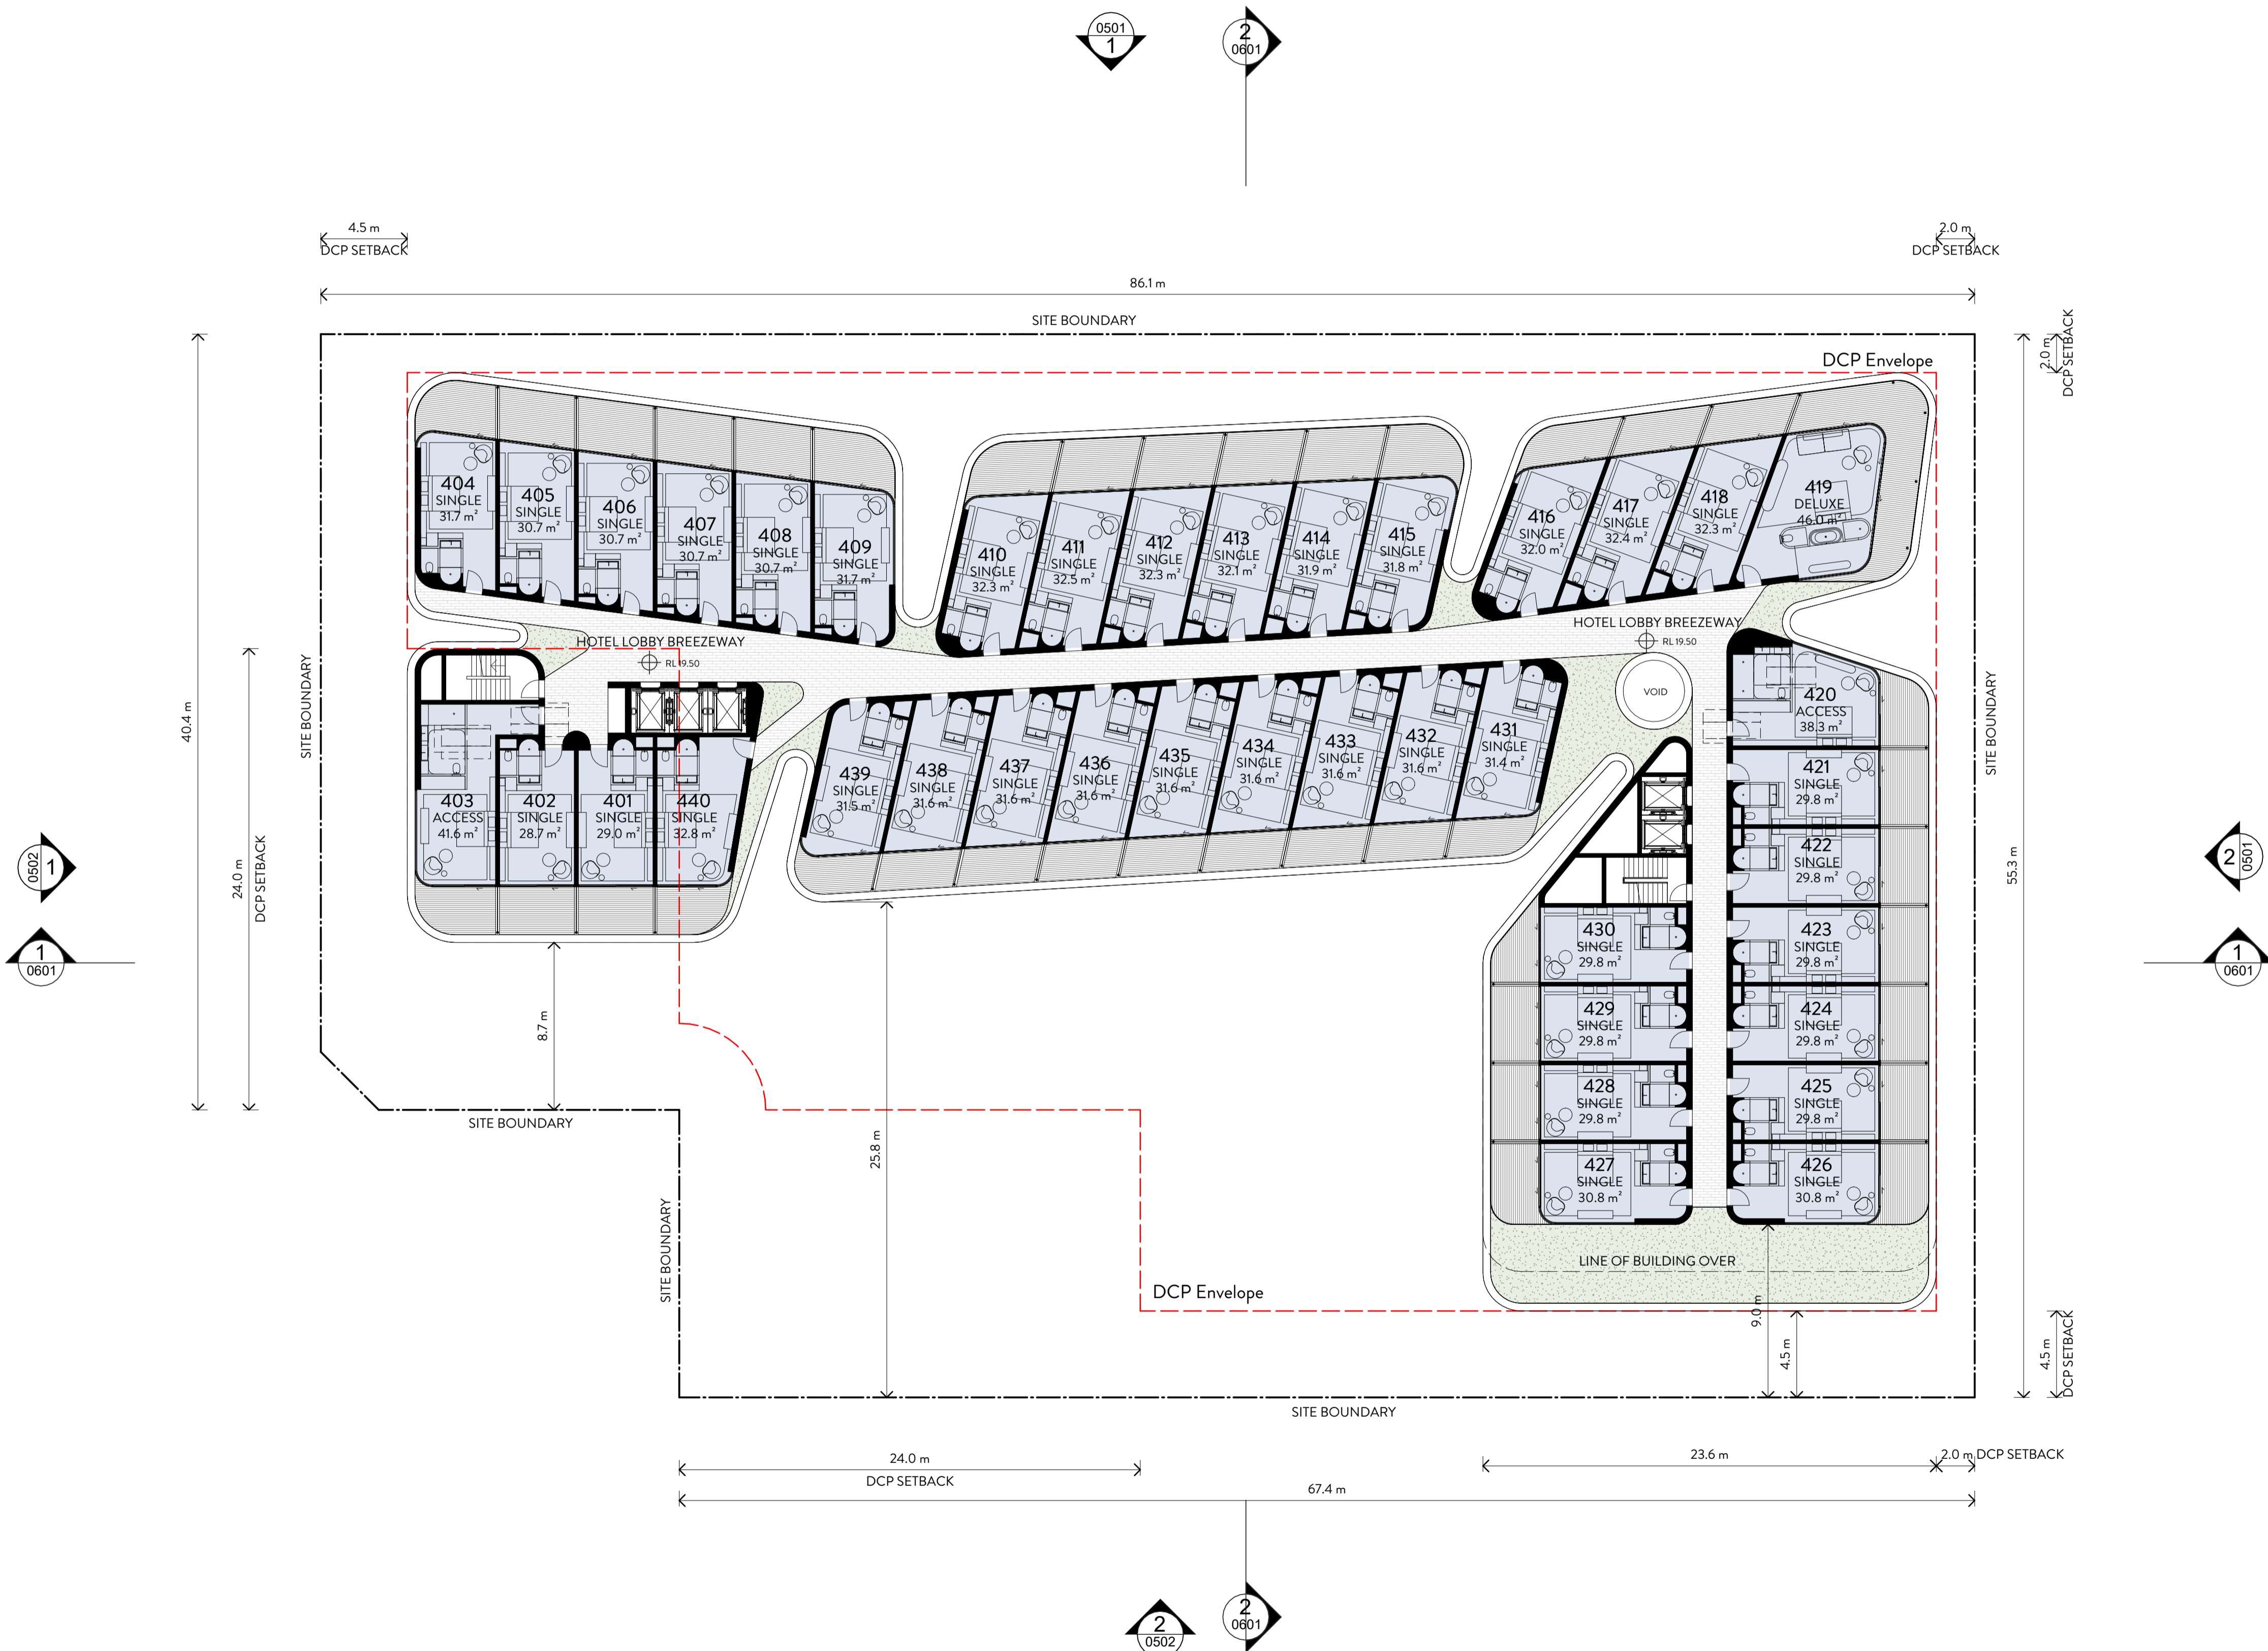 0501
1
2
0601
4.5 m
DCP SETBACK
2.0 m
DCP SETBACK
86.1 m
SITE BOUNDARY
2.0 m
DCP SETBACK
DCP Envelope
404
SINGLE
31.7 m²
405
SINGLE
30.7 m²
406
SINGLE
30.7 m²
407
SINGLE
30.7 m²
408
SINGLE
30.7 m²
409
SINGLE
31.7 m²
410
SINGLE
32.3 m²
411
SINGLE
32.5 m²
412
SINGLE
32.3 m²
413
SINGLE
32.1 m²
414
SINGLE
31.9 m²
415
SINGLE
31.8 m²
416
SINGLE
32.0 m²
417
SINGLE
32.4 m²
418
SINGLE
32.3 m²
419
DELUXE
46.0 m²
HOTEL LOBBY BREEZEWAY
RL 19.50
HOTEL LOBBY BREEZEWAY
RL 19.50
VOID
40.4 m
SITE BOUNDARY
24.0 m
DCP SETBACK
403
ACCESS
41.6 m²
402
SINGLE
28.7 m²
401
SINGLE
29.0 m²
440
SINGLE
32.8 m²
439
SINGLE
31.5 m²
438
SINGLE
31.6 m²
437
SINGLE
31.6 m²
436
SINGLE
31.6 m²
435
SINGLE
31.6 m²
434
SINGLE
31.6 m²
433
SINGLE
31.6 m²
432
SINGLE
31.6 m²
431
SINGLE
31.4 m²
420
ACCESS
38.3 m²
421
SINGLE
29.8 m²
422
SINGLE
29.8 m²
423
SINGLE
29.8 m²
424
SINGLE
29.8 m²
425
SINGLE
29.8 m²
426
SINGLE
30.8 m²
430
SINGLE
29.8 m²
429
SINGLE
29.8 m²
428
SINGLE
29.8 m²
427
SINGLE
30.8 m²
SITE BOUNDARY
55.3 m
0502
1
1
0601
2
0501
1
0601
8.7 m
25.8 m
SITE BOUNDARY
SITE BOUNDARY
LINE OF BUILDING OVER
DCP Envelope
9.0 m
4.5 m
4.5 m
DCP SETBACK
SITE BOUNDARY
24.0 m
DCP SETBACK
23.6 m
2.0 m DCP SETBACK
67.4 m
2
0502
2
0601